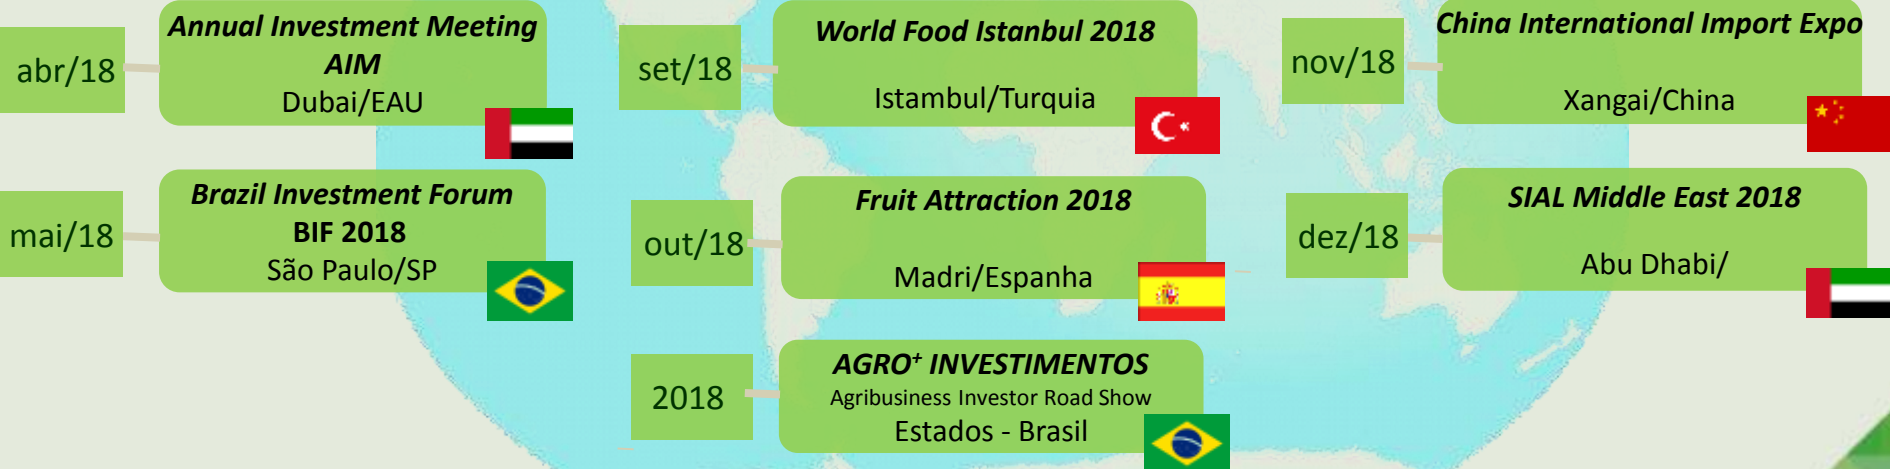 abr/18
Annual Investment Meeting
AIM
Dubai/EAU
mai/18
Brazil Investment Forum
BIF 2018
São Paulo/SP
set/18
World Food Istanbul 2018
Istambul/Turquia
out/18
Fruit Attraction 2018
Madri/Espanha
2018
AGRO⁺ INVESTIMENTOS
Agribusiness Investor Road Show
Estados - Brasil
nov/18
China International Import Expo
Xangai/China
dez/18
SIAL Middle East 2018
Abu Dhabi/